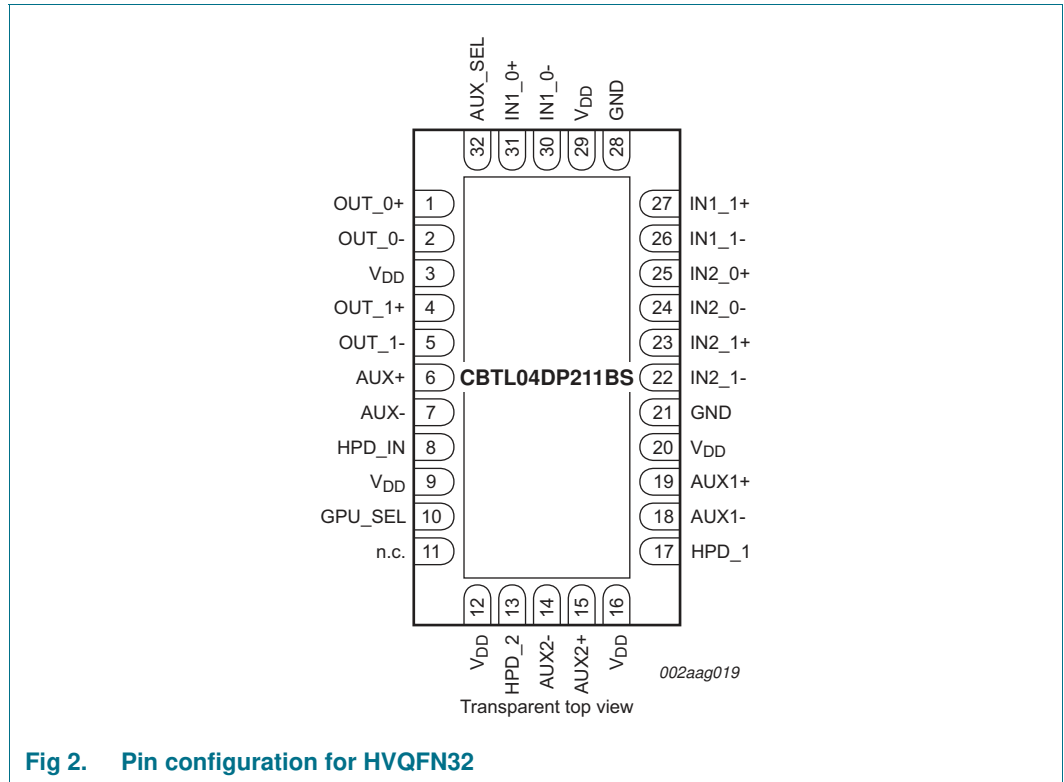 AUX_SEL
IN1_0+
IN1_0-
VDD
GND
32
31
30
29
28
OUT_0+ 1
OUT_0- 2
VDD 3
OUT_1+ 4
OUT_1- 5
AUX+ 6
AUX- 7
HPD_IN 8
VDD 9
GPU_SEL 10
n.c. 11
CBTL04DP211BS
27 IN1_1+
26 IN1_1-
25 IN2_0+
24 IN2_0-
23 IN2_1+
22 IN2_1-
21 GND
20 VDD
19 AUX1+
18 AUX1-
17 HPD_1
12
13
14
15
16
VDD
HPD_2
AUX2-
AUX2+
VDD
002aag019
Transparent top view
Fig 2. Pin configuration for HVQFN32